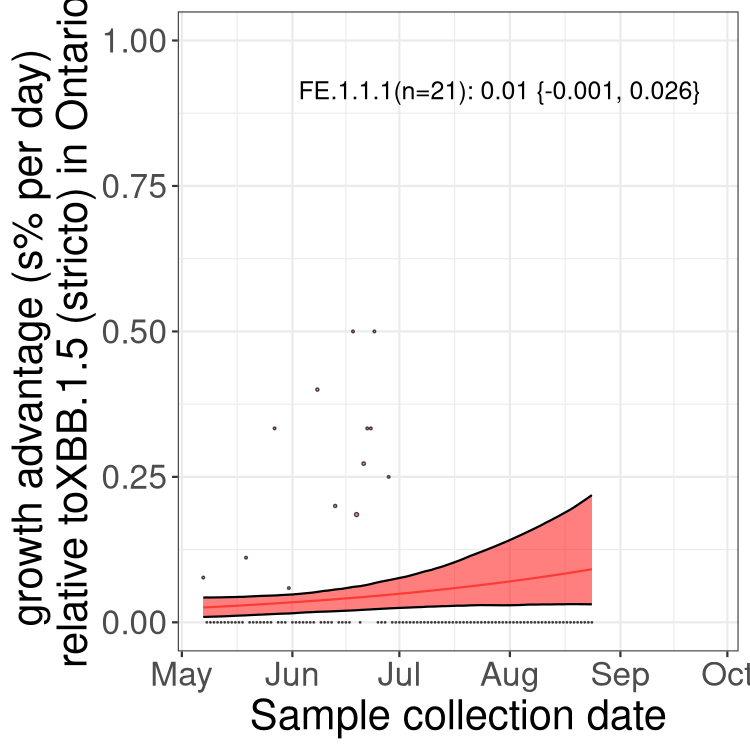 growth advantage (s% per day)
relative toXBB.1.5 (stricto) in Ontario
1.00
0.75
0.50
0.25
0.00
FE.1.1.1(n=21): 0.01 {-0.001, 0.026}
May Jun Jul Aug Sep Oct
Sample collection date